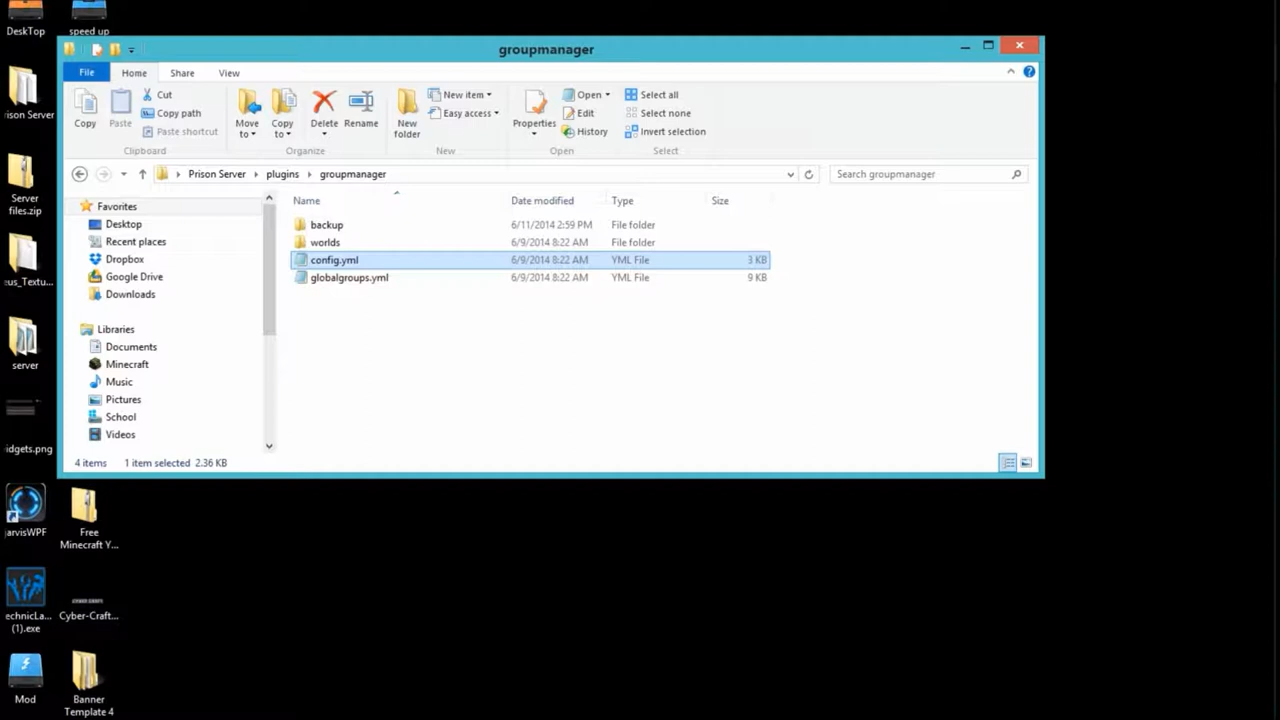 DeskTop
speed up
groupmanager
File
Home
Share
View
Copy
Paste
Cut
Copy path
Paste shortcut
Clipboard
Move to
Copy to
Delete
Rename
Organize
New folder
New item
Easy access
New
Properties
Open
Edit
History
Open
Select all
Select none
Invert selection
Select
Prison Server
plugins
groupmanager
Search groupmanager
Name
Date modified
Type
Size
backup 6/11/2014 2:59 PM File folder
worlds 6/9/2014 8:22 AM File folder
config.yml 6/9/2014 8:22 AM YML File 3 KB
globalgroups.yml 6/9/2014 8:22 AM YML File 9 KB
Favorites
Desktop
Recent places
Dropbox
Google Drive
Downloads
Libraries
Documents
Minecraft
Music
Pictures
School
Videos
4 items 1 item selected 2.36 KB
rison Server
Server
files.zip
eus_Textu...
server
idgets.png
arvisWPF
Free
Minecraft Y...
echnicLa...
(1).exe
Cyber-Craft...
Mod
Banner
Template 4